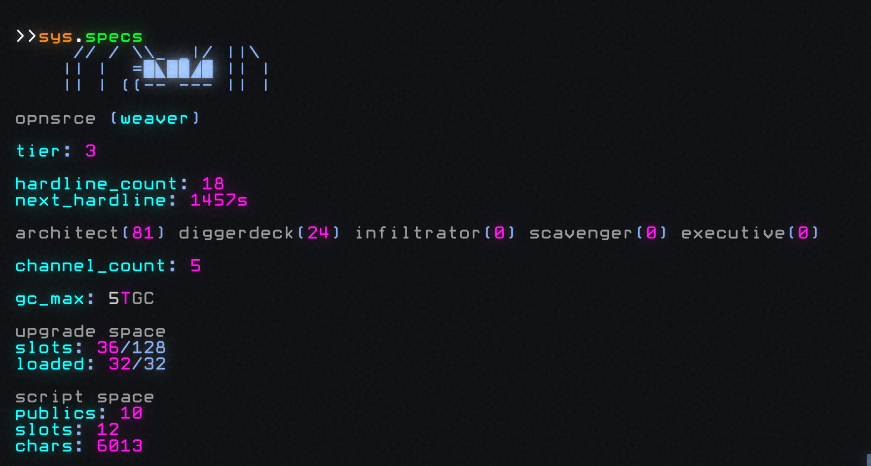 >>sys.specs
opnsrce (weaver)
tier: 3
hardline_count: 18
next_hardline: 1457s
architect(81) diggerdeck(24) infiltrator(0) scavenger(0) executive(0)
channel_count: 5
gc_max: 5TGC
upgrade space
slots: 36/128
loaded: 32/32
script space
publics: 10
slots: 12
chars: 6013